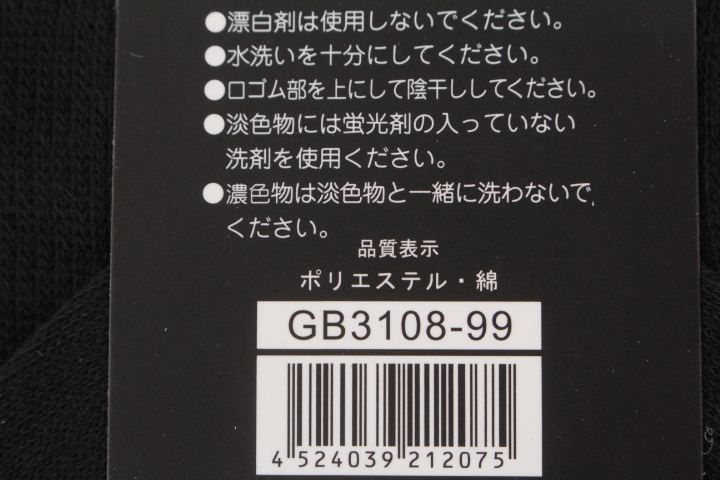 ●漂白剤は使用しないでください。
●水洗いを十分にしてください。
●口ゴム部を上にして陰干ししてください。
●淡色物には蛍光剤の入っていない
洗剤を使用ください。
●濃色物は淡色物と一緒に洗わないで
ください。
品質表示
ポリエステル・綿
GB3108-99
4 524039 212075